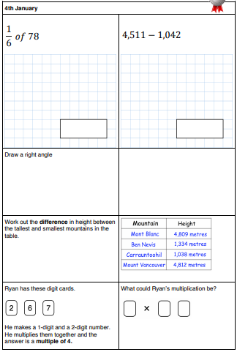 4th January
1/6 of 78
4,511 − 1,042
Draw a right angle
Work out the difference in height between
the tallest and smallest mountains in the
table.
Mountain Height
Mont Blanc 4,809 metres
Ben Nevis 1,334 metres
Carrauntoohil 1,038 metres
Mount Vancouver 4,812 metres
Ryan has these digit cards.
2 6 7
He makes a 1-digit and a 2-digit number.
He multiplies them together and the
answer is a multiple of 4.
What could Ryan's multiplication be?
×